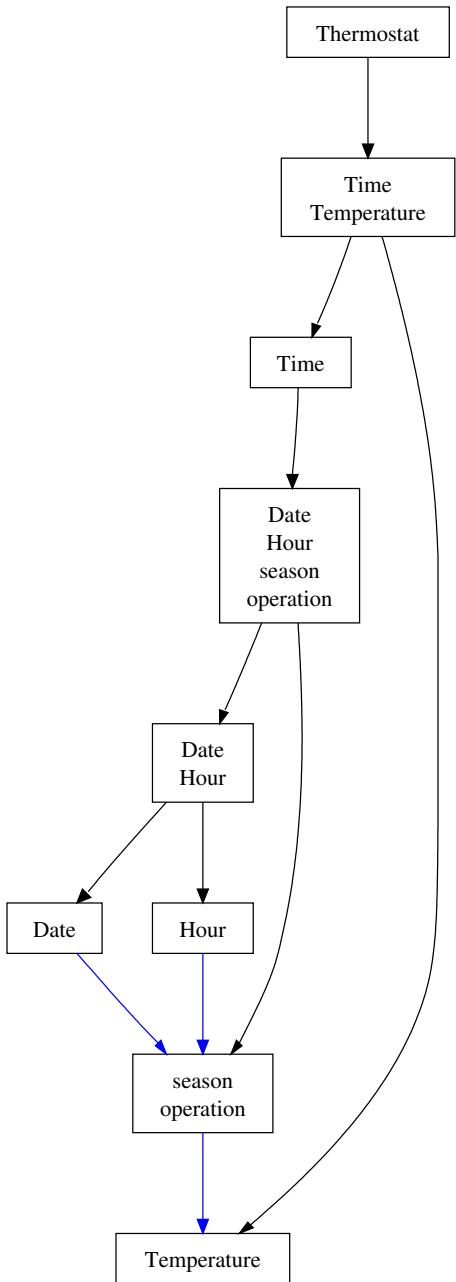 Thermostat
Time
Temperature
Time
Date
Hour
season
operation
Date
Hour
Date
Hour
season
operation
Temperature